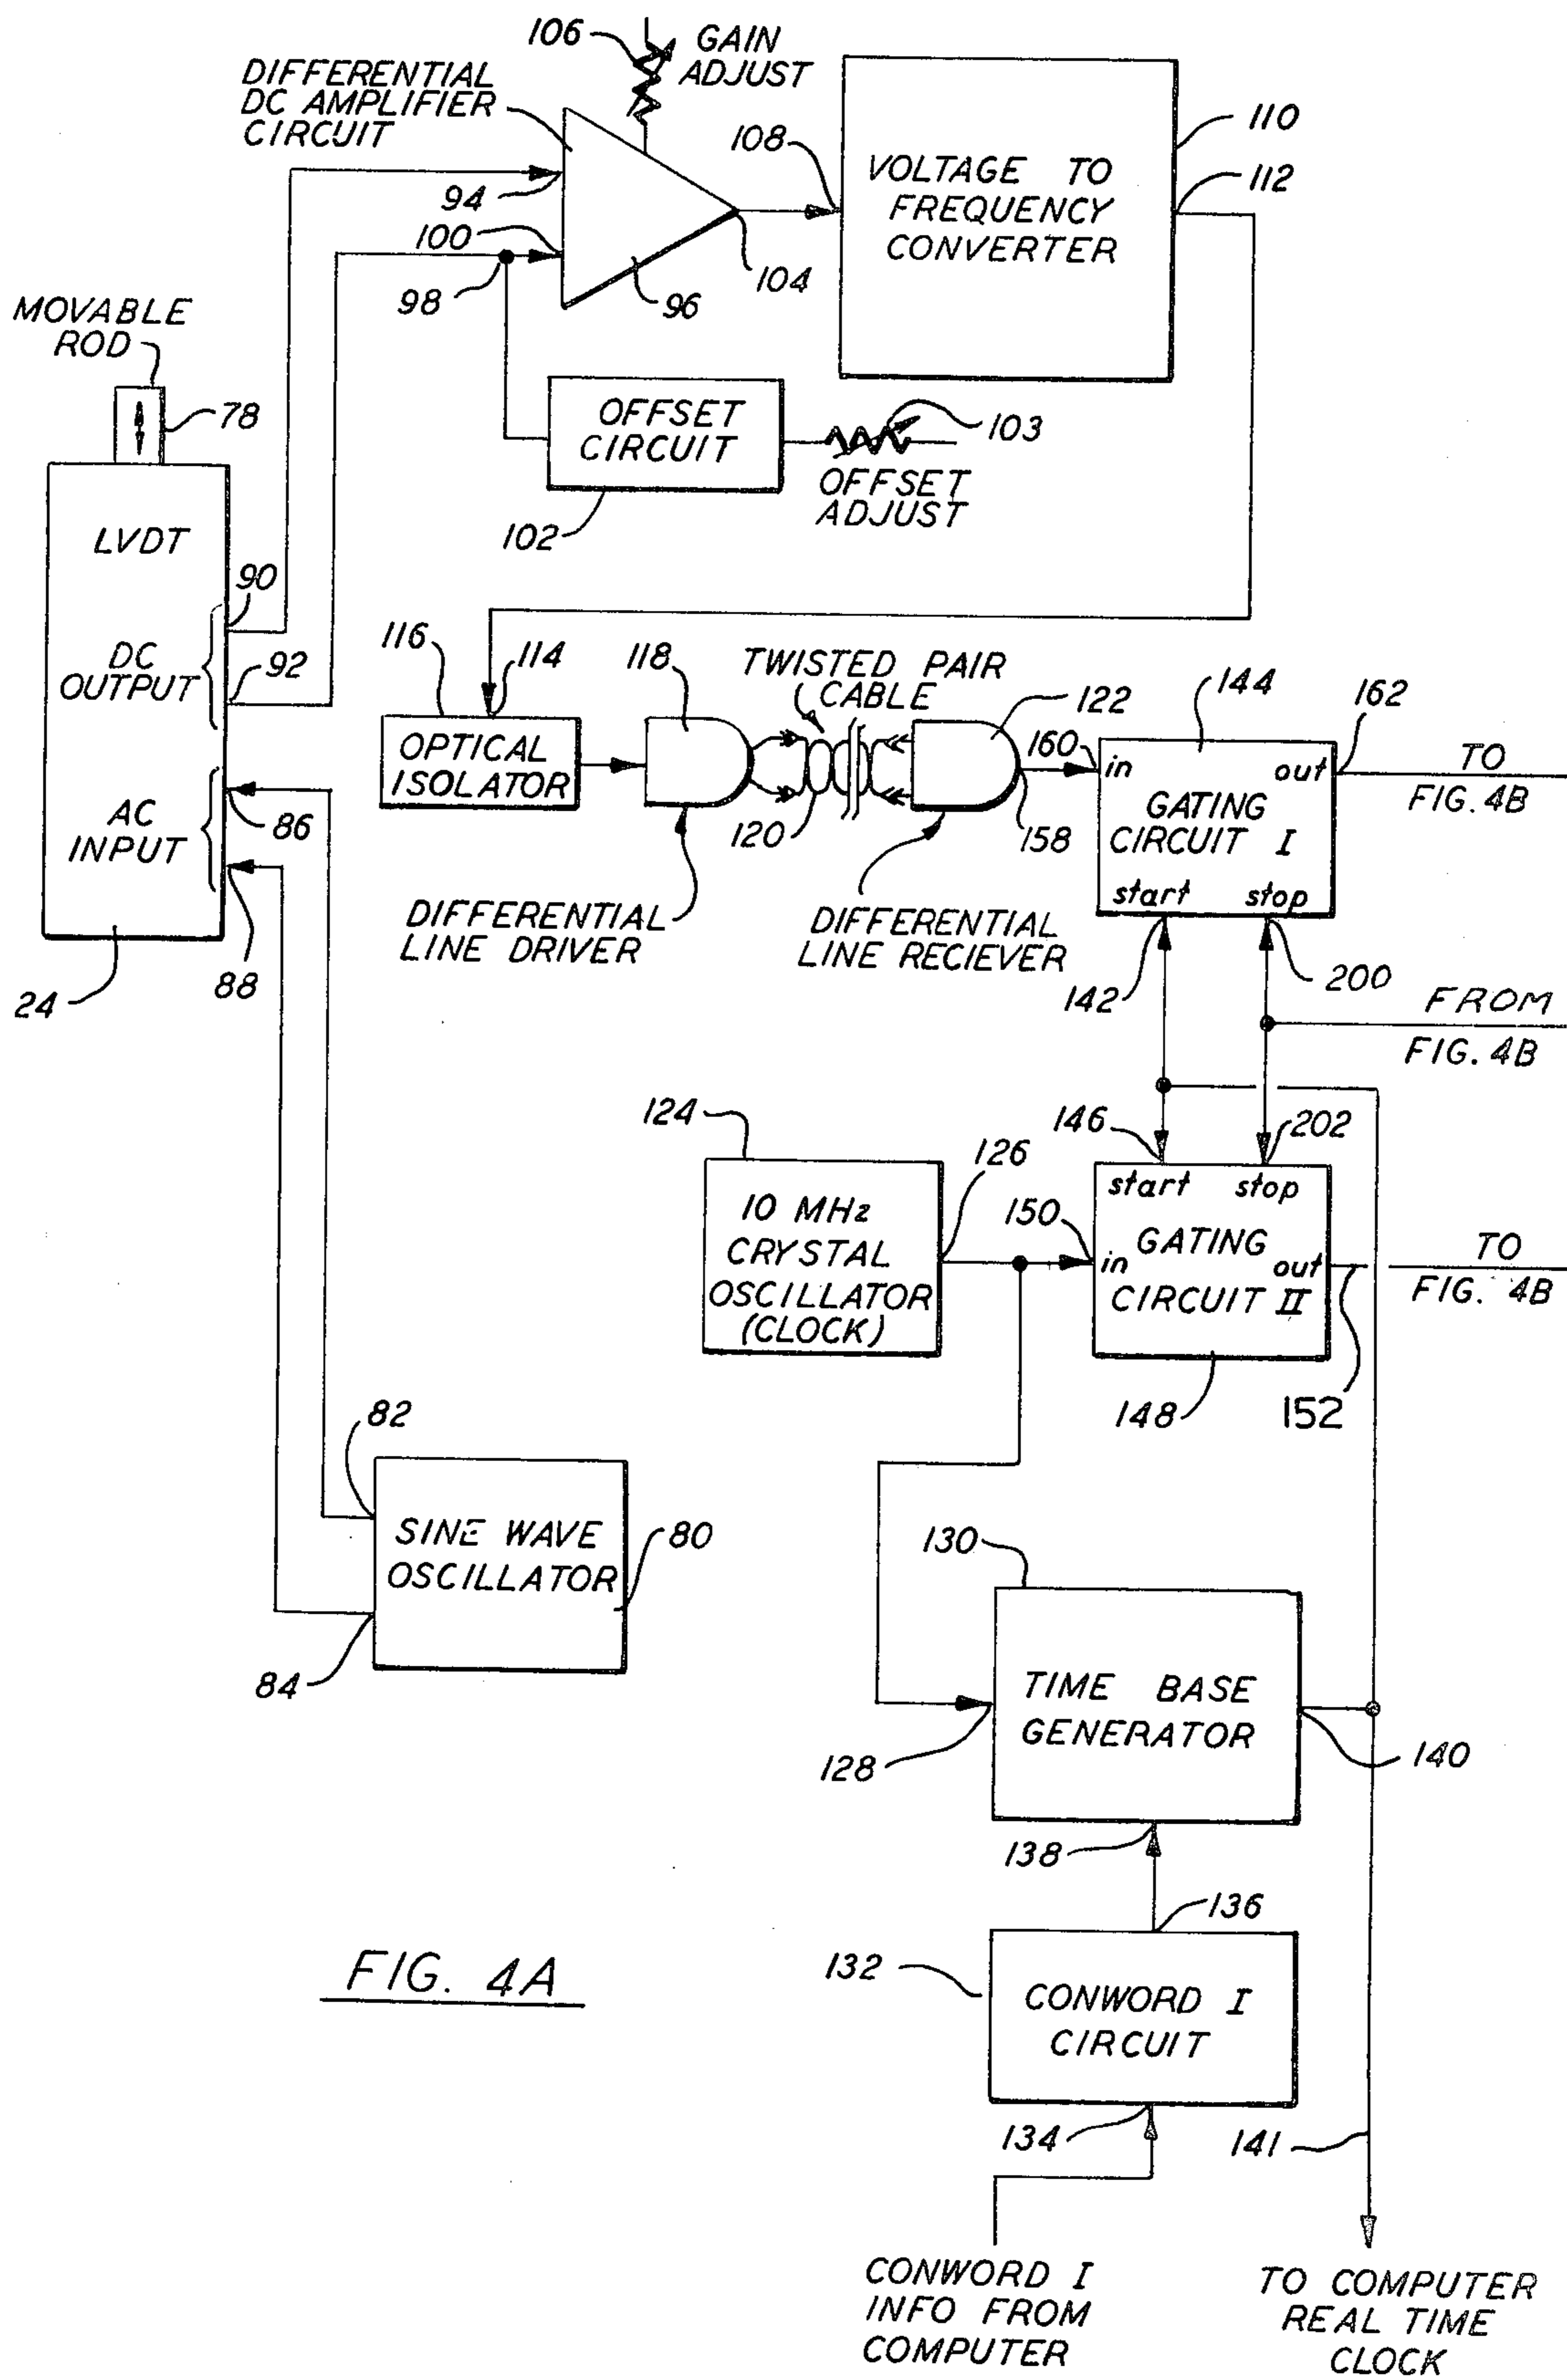 106
GAIN
ADJUST
DIFFERENTIAL
DC AMPLIFIER
CIRCUIT
94
100
98
96
104
108
VOLTAGE TO
FREQUENCY
CONVERTER
110
112
MOVABLE
ROD
78
OFFSET
CIRCUIT
102
103
OFFSET
ADJUST
LVDT
90
DC
OUTPUT
92
AC
INPUT
86
88
24
116
114
OPTICAL
ISOLATOR
118
TWISTED PAIR
CABLE
120
122
158
DIFFERENTIAL
LINE DRIVER
DIFFERENTIAL
LINE RECIEVER
144
160
in
out
GATING
CIRCUIT I
start stop
162
TO
FIG. 4B
142
200
FROM
FIG. 4B
124
10 MHz
CRYSTAL
OSCILLATOR
(CLOCK)
126
146
202
150
start stop
GATING
in
out
CIRCUIT II
148
152
TO
FIG. 4B
82
SINE WAVE
OSCILLATOR
80
84
130
TIME BASE
GENERATOR
128
140
138
136
132
CONWORD I
CIRCUIT
134
141
FIG. 4A
CONWORD I
INFO FROM
COMPUTER
TO COMPUTER
REAL TIME
CLOCK